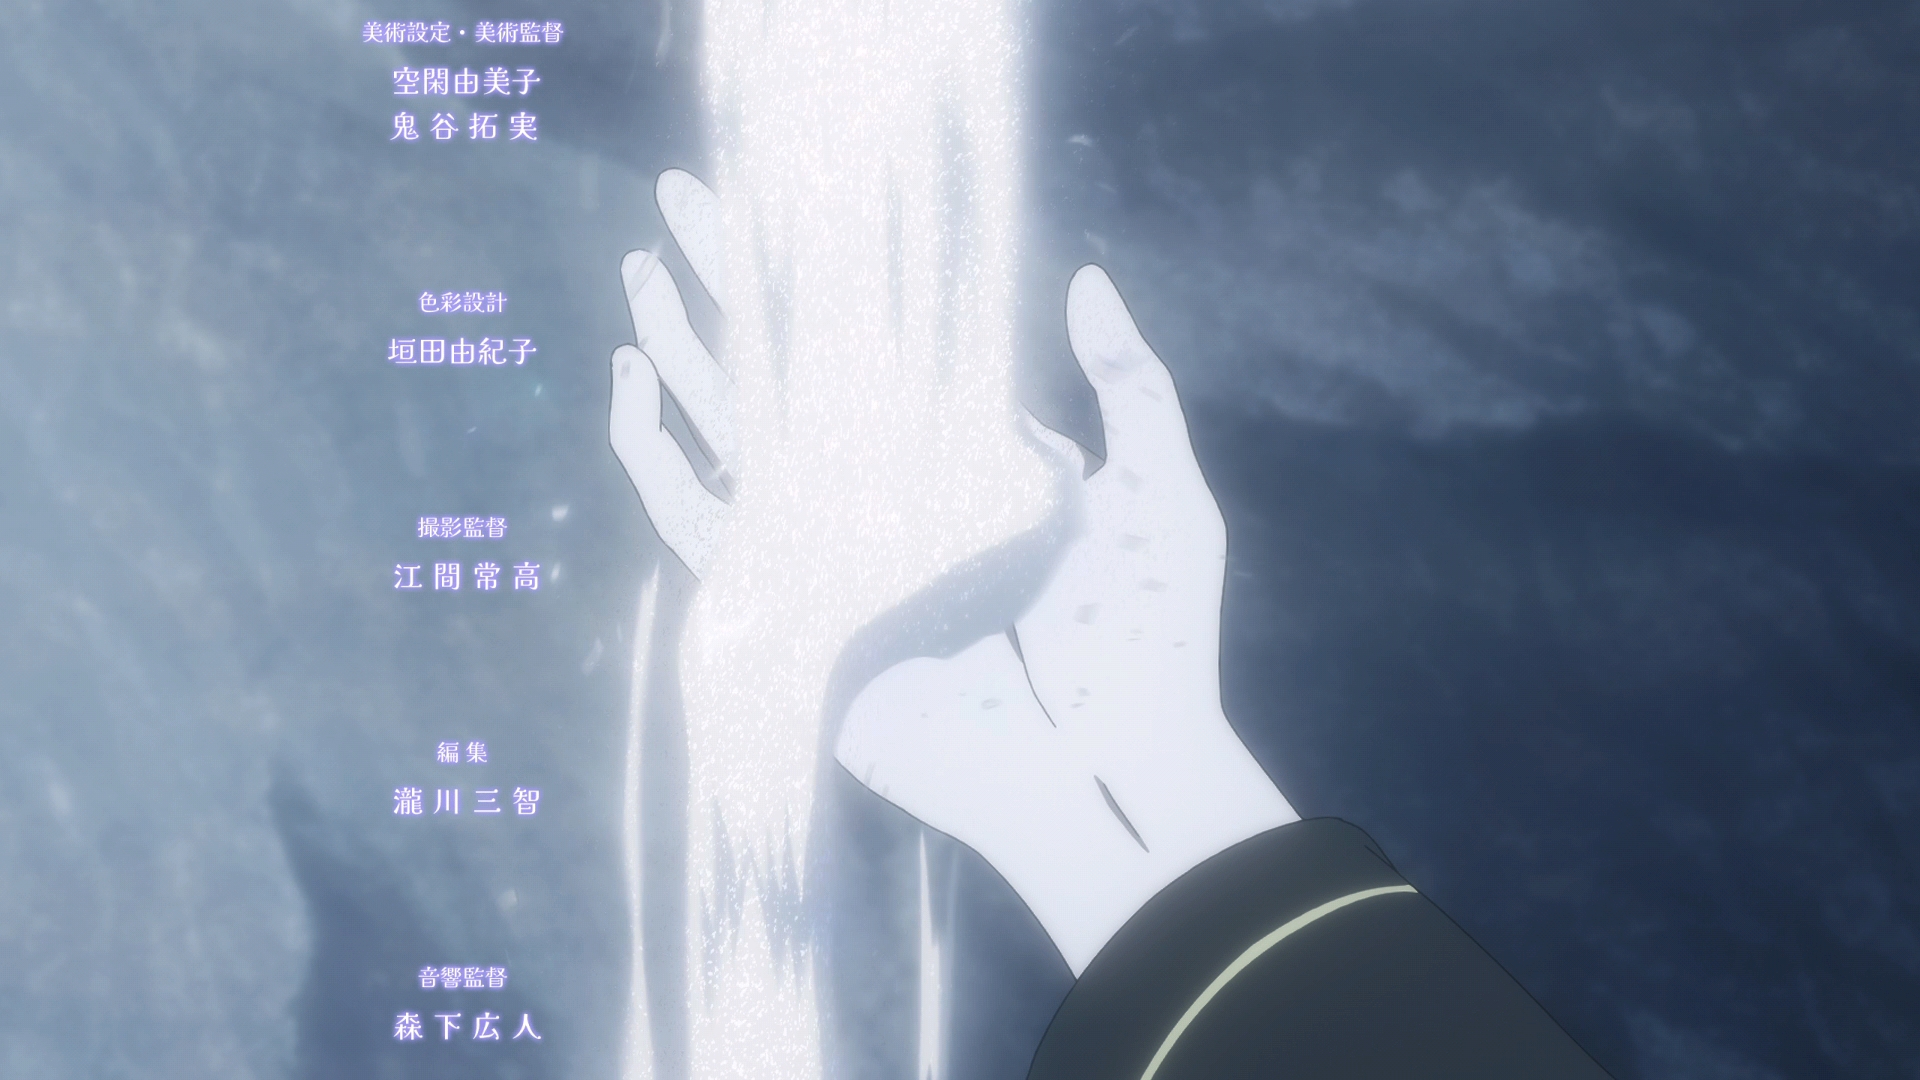 美術設定・美術監督
空閑由美子
鬼谷拓実
色彩設計
垣田由紀子
撮影監督
江間常高
編集
瀧川三智
音響監督
森下広人